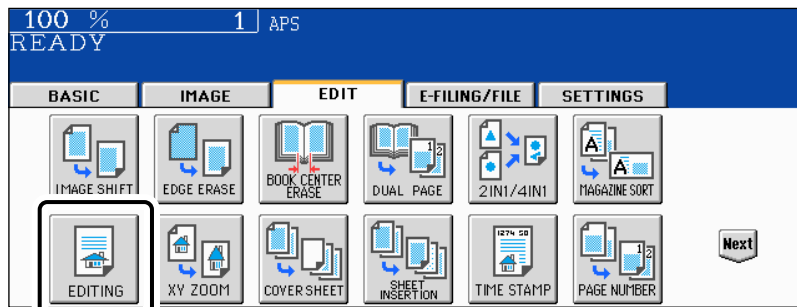 100 % 1 APS
READY
BASIC IMAGE EDIT E-FILING/FILE SETTINGS
IMAGE SHIFT EDGE ERASE BOOK CENTER ERASE DUAL PAGE 2IN1/4IN1 MAGAZINE SORT
EDITING XY ZOOM COVER SHEET SHEET INSERTION TIME STAMP PAGE NUMBER Next